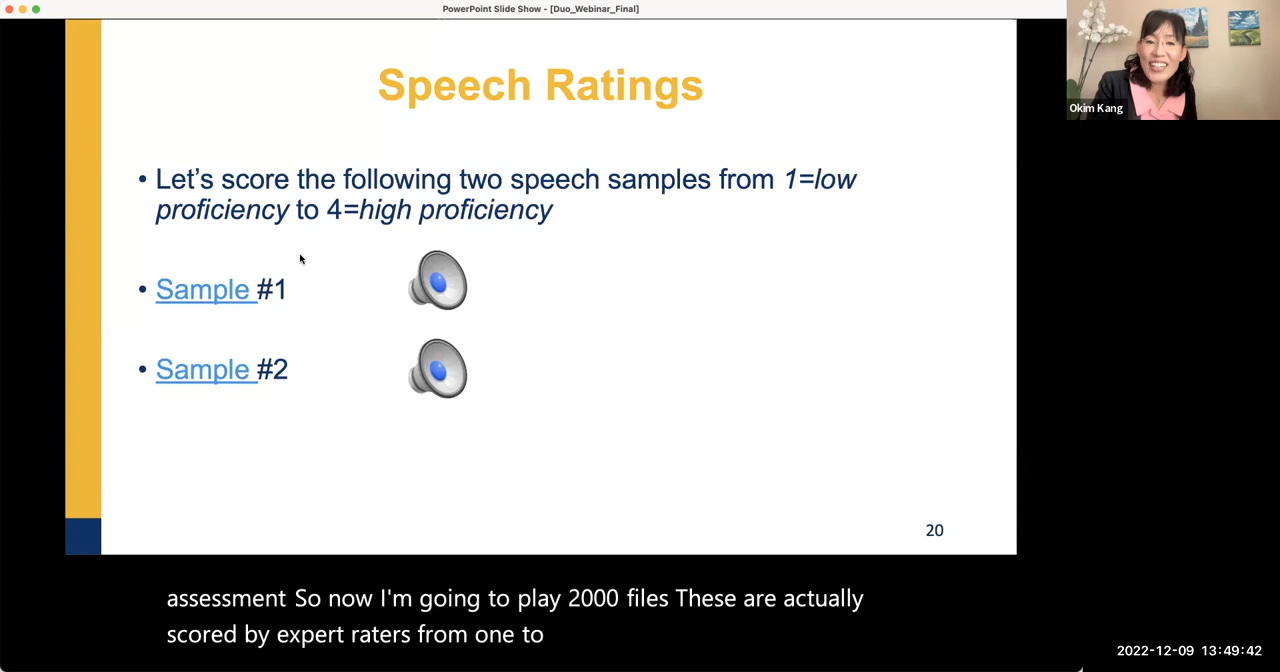 PowerPoint Slide Show - [Duo_Webinar_Final]
Speech Ratings
• Let's score the following two speech samples from 1=low
proficiency to 4=high proficiency
• Sample #1
• Sample #2
20
Okim Kang
assessment So now I'm going to play 2000 files These are actually
scored by expert raters from one to
2022-12-09 13:49:42